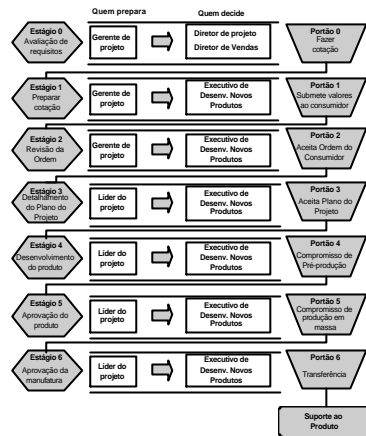 Quem prepara
Quem decide
Estágio 0
Avaliação de
requisitos
Gerente de
projeto
Diretor de projeto
Diretor de Vendas
Portão 0
Fazer
cotação
Estágio 1
Preparar
cotação
Gerente de
projeto
Executivo de
Desenv. Novos
Produtos
Portão 1
Submete valores
ao consumidor
Estágio 2
Revisão da
Ordem
Gerente de
projeto
Executivo de
Desenv. Novos
Produtos
Portão 2
Aceita Ordem do
Consumidor
Estágio 3
Detalhamento
do Plano do
Projeto
Líder do
projeto
Executivo de
Desenv. Novos
Produtos
Portão 3
Aceita Plano do
Projeto
Estágio 4
Desenvolvimento
do produto
Líder do
projeto
Executivo de
Desenv. Novos
Produtos
Portão 4
Compromisso de
Pré-produção
Estágio 5
Aprovação do
produto
Líder do
projeto
Executivo de
Desenv. Novos
Produtos
Portão 5
Compromisso de
produção em
massa
Estágio 6
Aprovação da
manufatura
Líder do
projeto
Executivo de
Desenv. Novos
Produtos
Portão 6
Transferência
Suporte ao
Produto